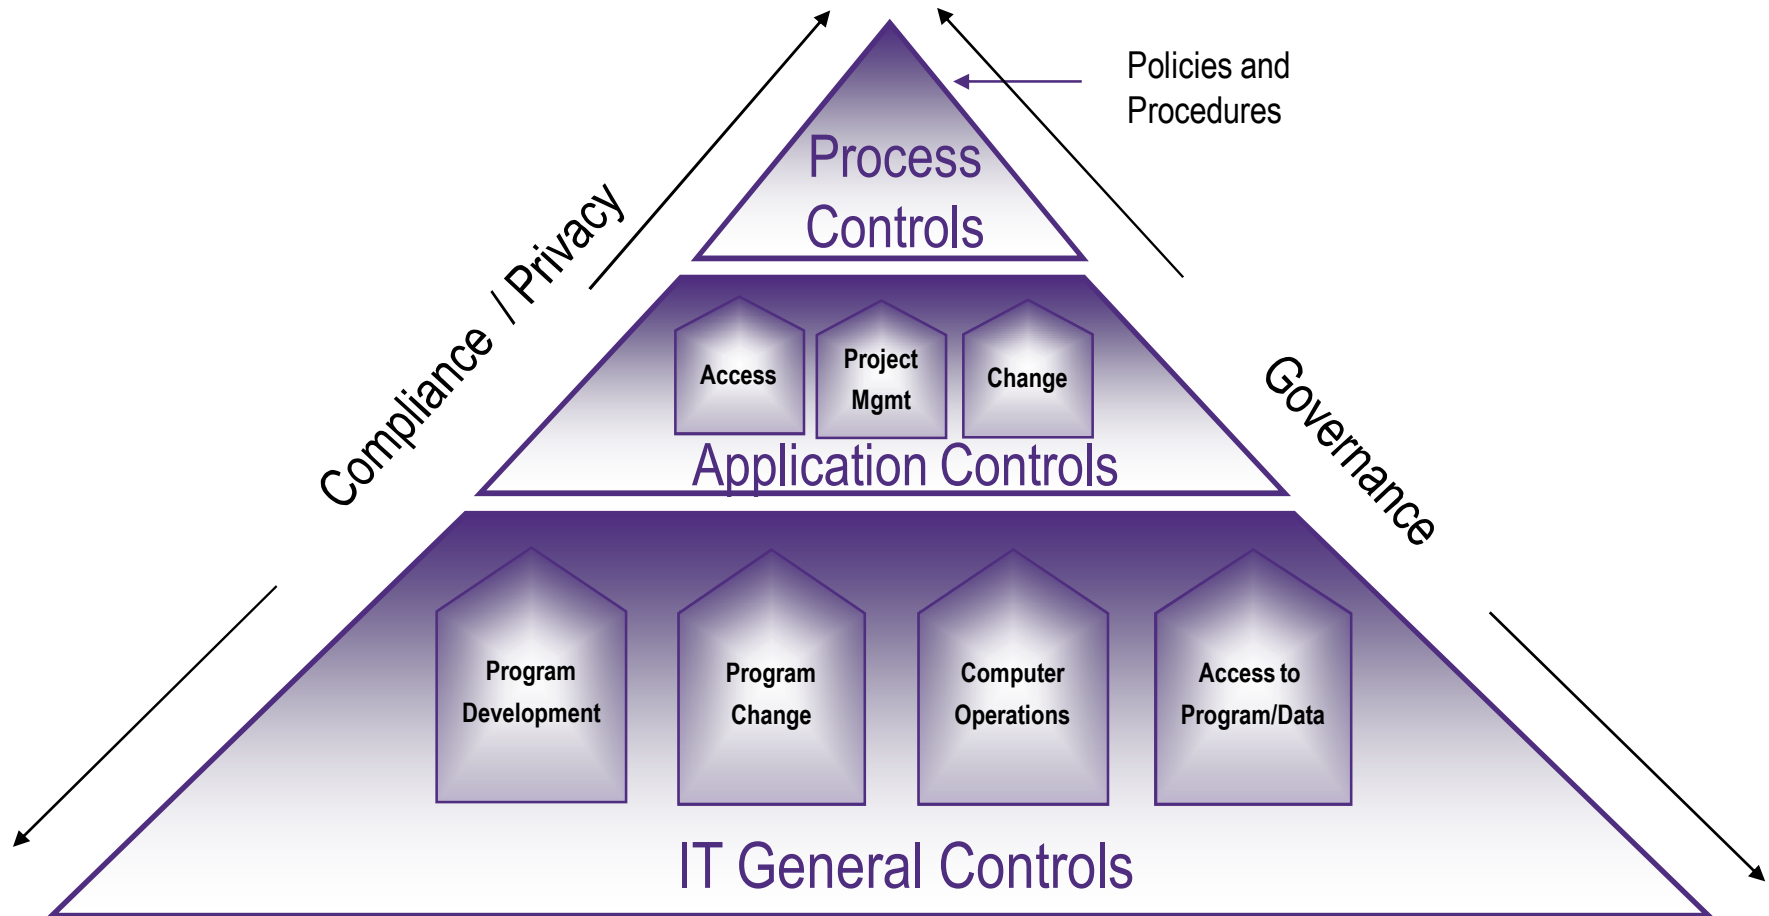 Policies and
Procedures
Process
Controls
Compliance / Privacy
Access
Project
Mgmt
Change
Application Controls
Governance
Program
Development
Program
Change
Computer
Operations
Access to
Program/Data
IT General Controls